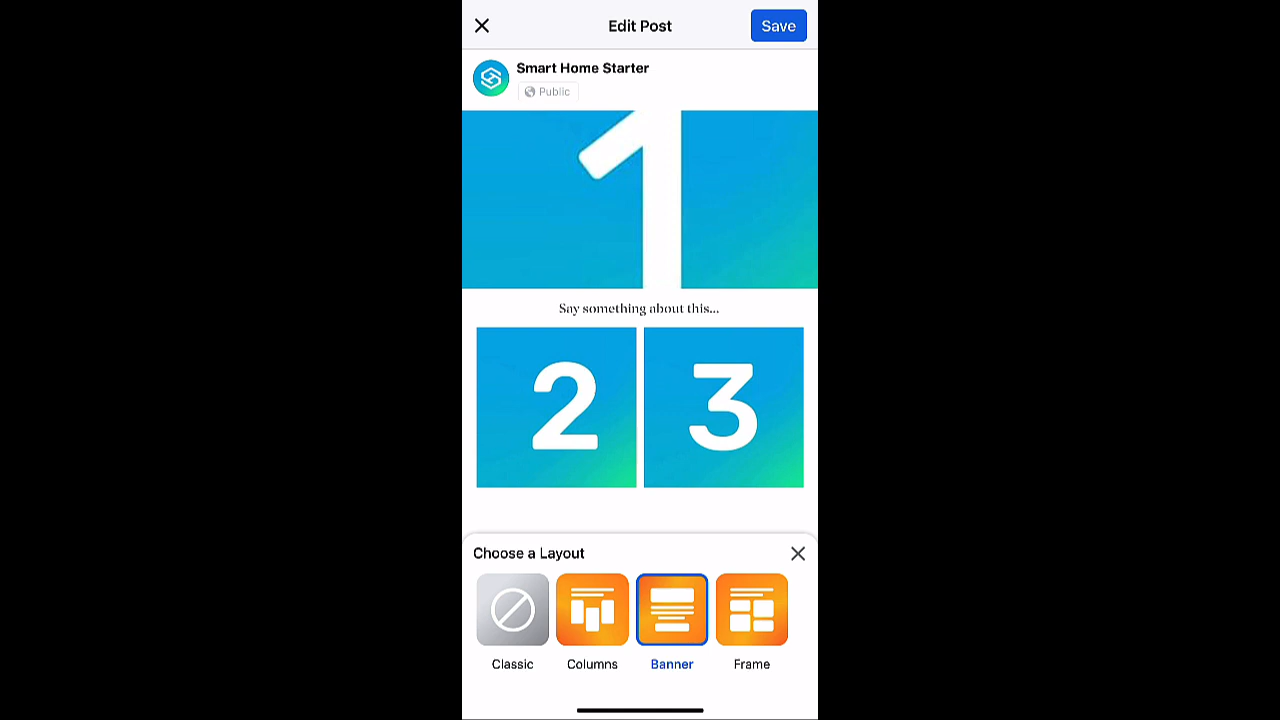 Edit Post
Save
Smart Home Starter
Public
1
Say something about this...
2 3
Choose a Layout
Classic Columns Banner Frame